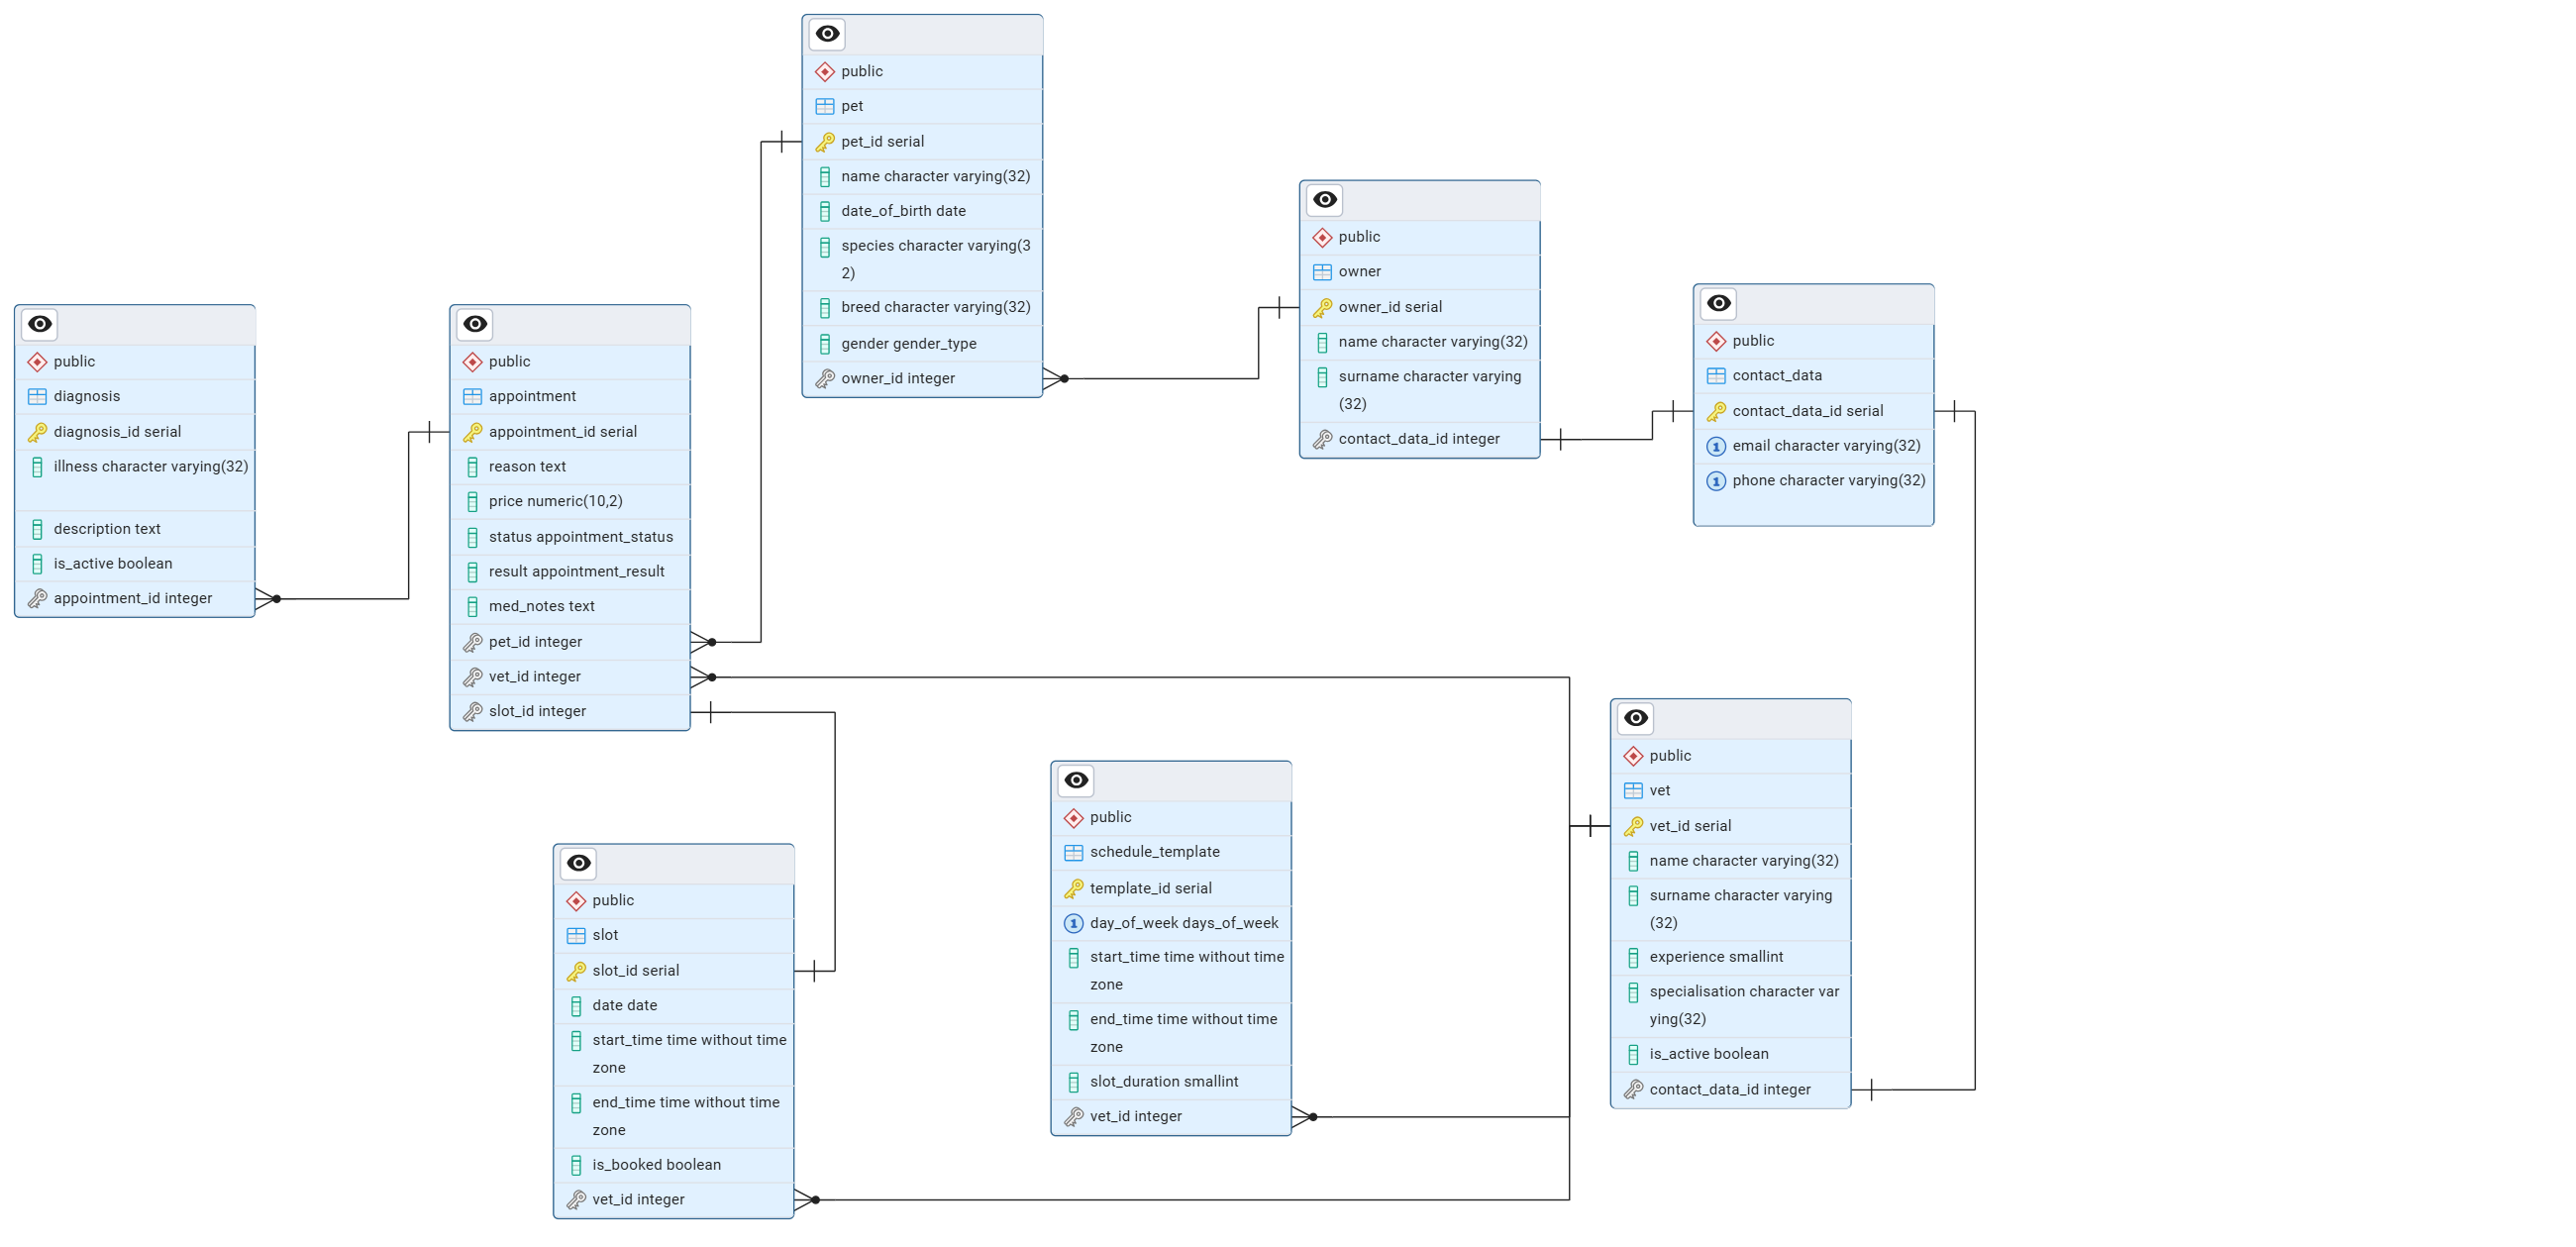 public
pet
pet_id serial
name character varying(32)
date_of_birth date
species character varying(3
2)
breed character varying(32)
gender gender_type
owner_id integer
public
owner
owner_id serial
name character varying(32)
surname character varying
(32)
contact_data_id integer
public
contact_data
contact_data_id serial
1 email character varying(32)
1 phone character varying(32)
public
diagnosis
diagnosis_id serial
illness character varying(32)
description text
is_active boolean
appointment_id integer
public
appointment
appointment_id serial
reason text
price numeric(10,2)
status appointment_status
result appointment_result
med_notes text
pet_id integer
vet_id integer
slot_id integer
public
slot
slot_id serial
date date
start_time time without time
zone
end_time time without time
zone
is_booked boolean
vet_id integer
public
schedule_template
template_id serial
1 day_of_week days_of_week
start_time time without time
zone
end_time time without time
zone
slot_duration smallint
vet_id integer
public
vet
vet_id serial
name character varying(32)
surname character varying
(32)
experience smallint
specialisation character var
ying(32)
is_active boolean
contact_data_id integer